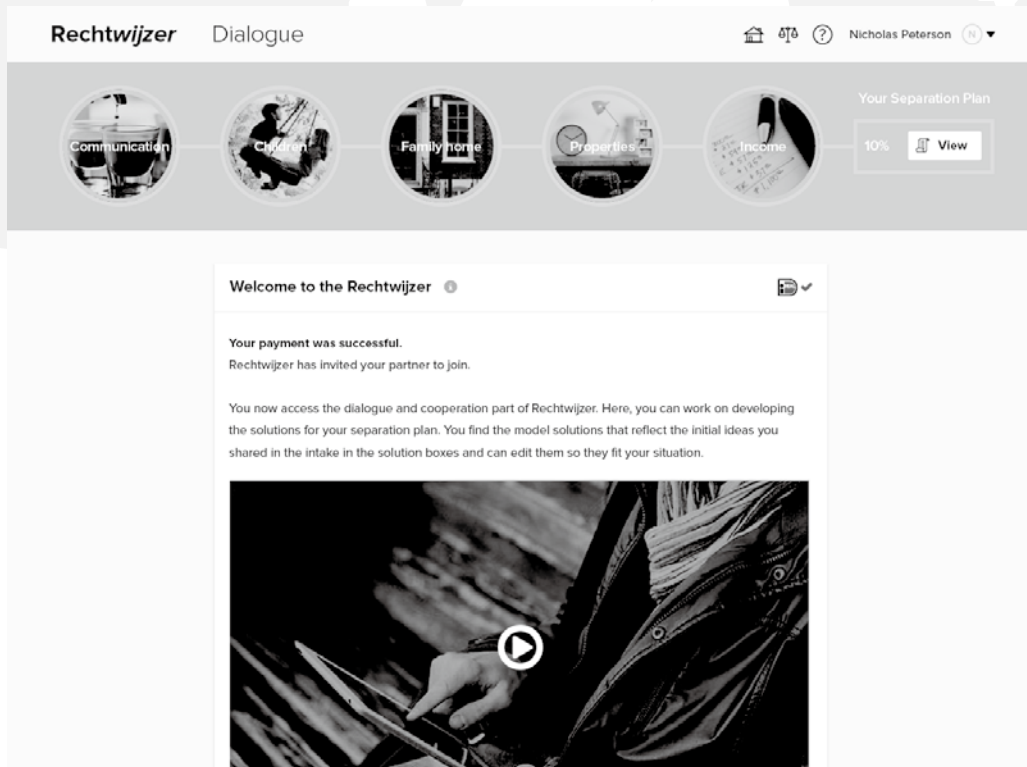 Rechtwijzer Dialogue
Nicholas Peterson N
Your Separation Plan
Communication Children Family home Properties Income
10% View
Welcome to the Rechtwijzer
Your payment was successful.
Rechtwijzer has invited your partner to join.
You now access the dialogue and cooperation part of Rechtwijzer. Here, you can work on developing
the solutions for your separation plan. You find the model solutions that reflect the initial ideas you
shared in the intake in the solution boxes and can edit them so they fit your situation.